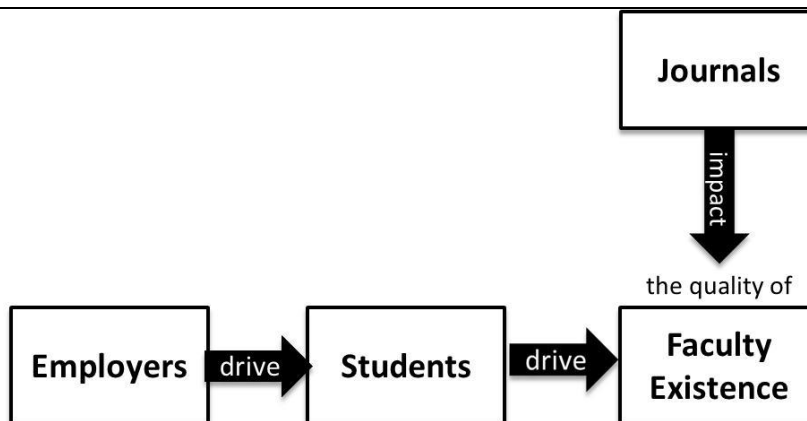 Journals
impact
the quality of
Employers
drive
Students
drive
Faculty
Existence